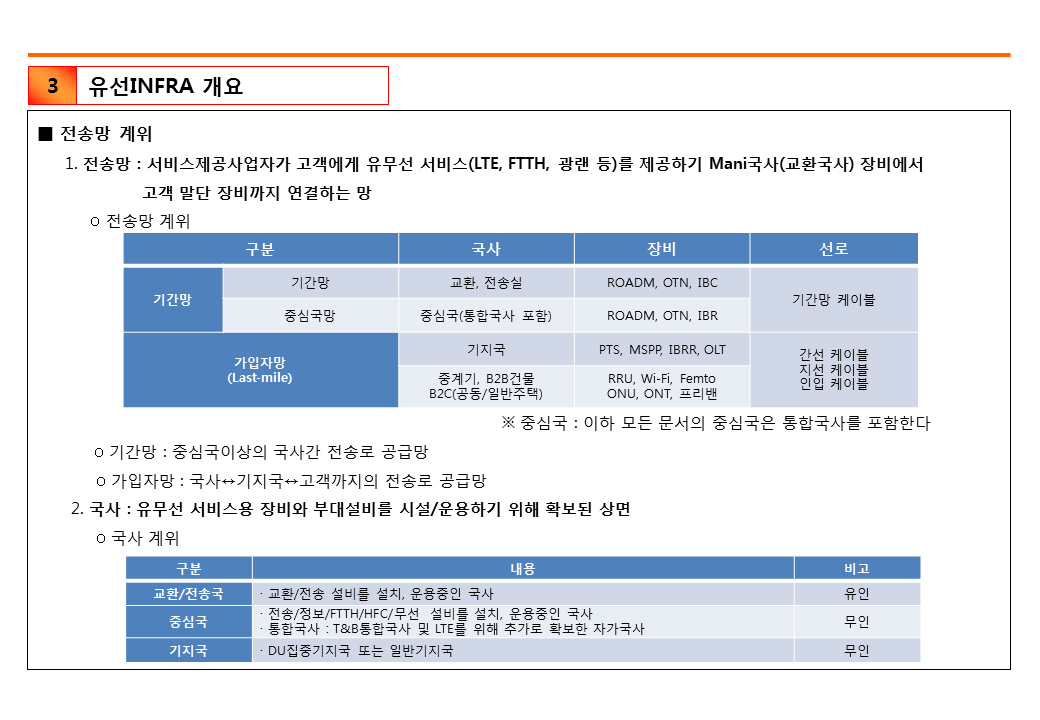 3 유선INFRA 개요
■ 전송망 계위
1. 전송망 : 서비스제공사업자가 고객에게 유무선 서비스(LTE, FTTH, 광랜 등)를 제공하기 Mani국사(교환국사) 장비에서
고객 말단 장비까지 연결하는 망
ㅇ 전송망 계위
구분 국사 장비 선로
기간망 기간망 교환, 전송실 ROADM, OTN, IBC 기간망 케이블
중심국망 중심국(통합국사 포함) ROADM, OTN, IBR
가입자망
(Last-mile)
기지국 PTS, MSPP, IBRR, OLT
중계기, B2B건물
B2C(공동/일반주택)
RRU, Wi-Fi, Femto
ONU, ONT, 프리밴
간선 케이블
지선 케이블
인입 케이블
※ 중심국 : 이하 모든 문서의 중심국은 통합국사를 포함한다
ㅇ 기간망 : 중심국이상의 국사간 전송로 공급망
ㅇ 가입자망 : 국사↔기지국↔고객까지의 전송로 공급망
2. 국사 : 유무선 서비스용 장비와 부대설비를 시설/운용하기 위해 확보된 상면
ㅇ 국사 계위
구분 내용 비고
교환/전송국 · 교환/전송 설비를 설치, 운용중인 국사 유인
중심국 · 전송/정보/FTTH/HFC/무선 설비를 설치, 운용중인 국사
· 통합국사 : T&B통합국사 및 LTE를 위해 추가로 확보한 자가국사 무인
기지국 · DU집중기지국 또는 일반기지국 무인